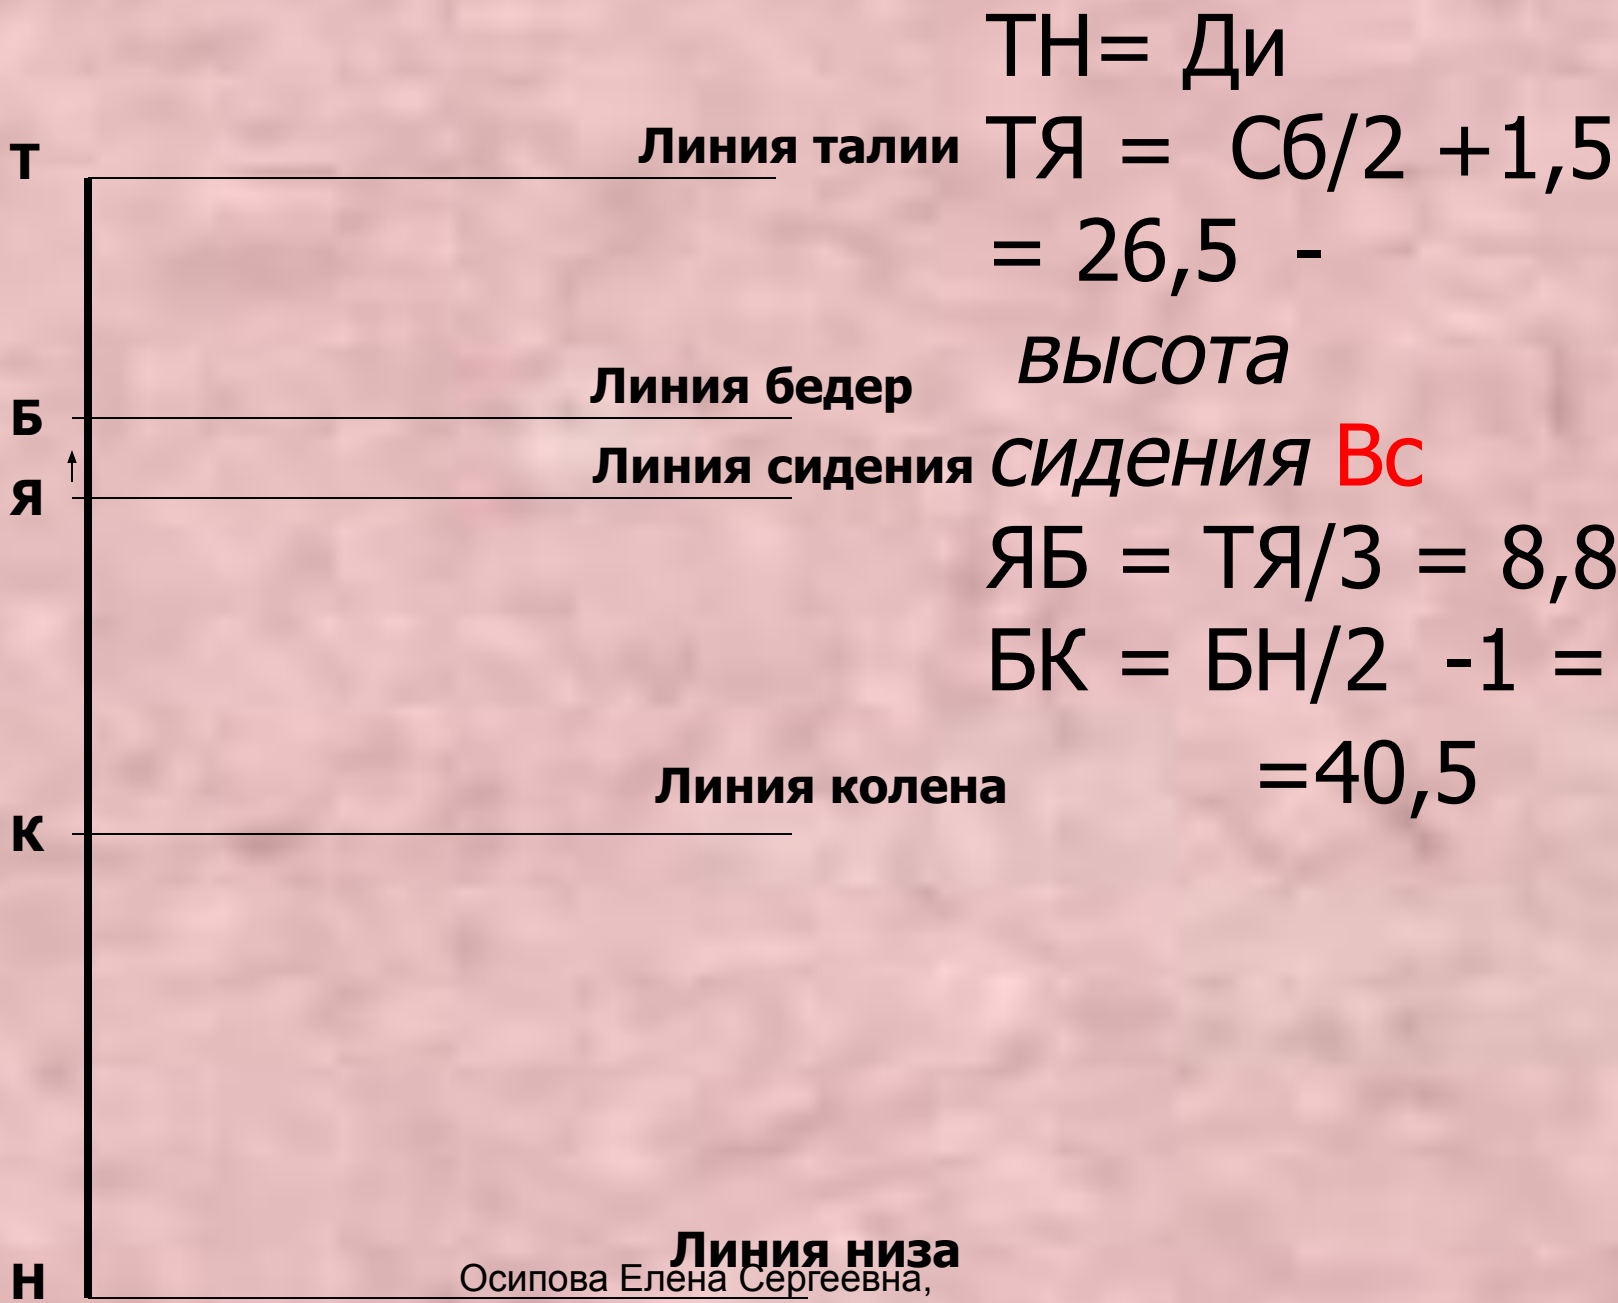 ТН= Ди
Т
Линия талии
ТЯ = Сб/2 +1,5
= 26,5 -
высота
Линия бедер
Б
Линия сидения
сидения Вс
Я
ЯБ = ТЯ/3 = 8,8
БК = БН/2 -1 =
=40,5
Линия колена
К
Линия низа
Н
Осипова Елена Сергеевна,